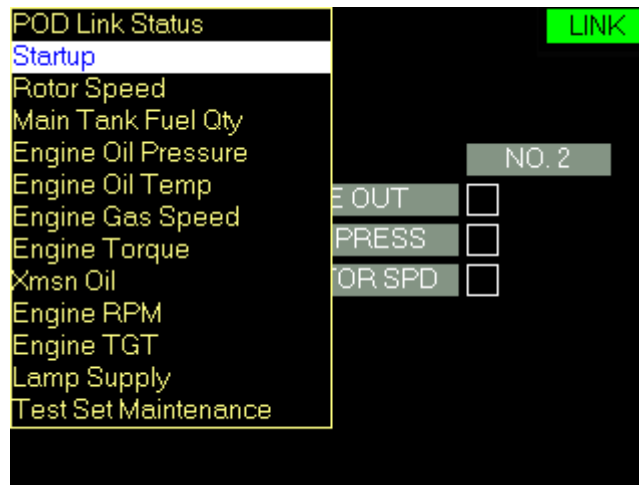 POD Link Status
LINK
Startup
Rotor Speed
Main Tank Fuel Qty
Engine Oil Pressure
NO. 2
Engine Oil Temp
E OUT
Engine Gas Speed
Engine Torque
PRESS
Xmsn Oil
TOR SPD
Engine RPM
Engine TGT
Lamp Supply
Test Set Maintenance